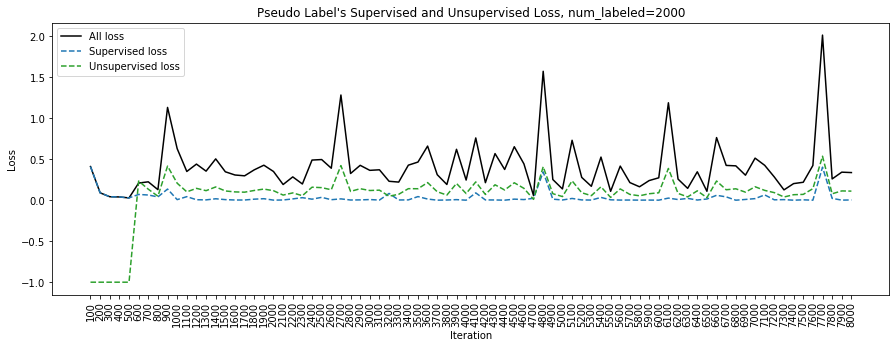 Pseudo Label's Supervised and Unsupervised Loss, num_labeled=2000
All loss
Supervised loss
Unsupervised loss
2.0
1.5
1.0
0.5
0.0
−0.5
−1.0
Loss
100 200 300 400 500 600 700 800 900 1000 1100 1200 1300 1400 1500 1600 1700 1800 1900 2000 2100 2200 2300 2400 2500 2600 2700 2800 2900 3000 3100 3200 3300 3400 3500 3600 3700 3800 3900 4000 4100 4200 4300 4400 4500 4600 4700 4800 4900 5000 5100 5200 5300 5400 5500 5600 5700 5800 5900 6000 6100 6200 6300 6400 6500 6600 6700 6800 6900 7000 7100 7200 7300 7400 7500 7600 7700 7800 7900 8000
Iteration